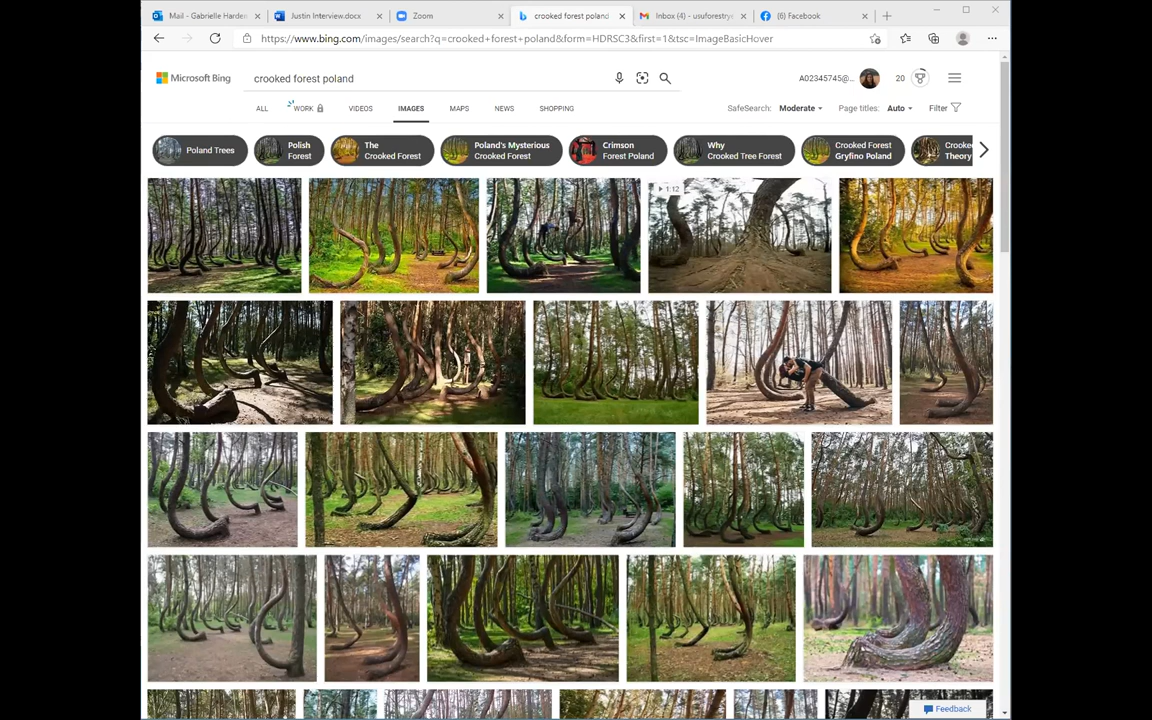 Mail - Gabrielle Harden
Justin Interview.docx
Zoom
crooked forest poland
Inbox (4) - usuforestry
(6) Facebook
https://www.bing.com/images/search?q=crooked+forest+poland&form=HDRSC3&first=1&tsc=ImageBasicHover
Microsoft Bing
crooked forest poland
A02345745@...
20
ALL
WORK
VIDEOS
IMAGES
MAPS
NEWS
SHOPPING
SafeSearch:
Moderate
Page titles:
Auto
Filter
Poland Trees
Polish
Forest
The
Crooked Forest
Poland's Mysterious
Crooked Forest
Crimson
Forest Poland
Why
Crooked Tree Forest
Crooked Forest
Gryfino Poland
Crooked
Theory
1:12
Feedback